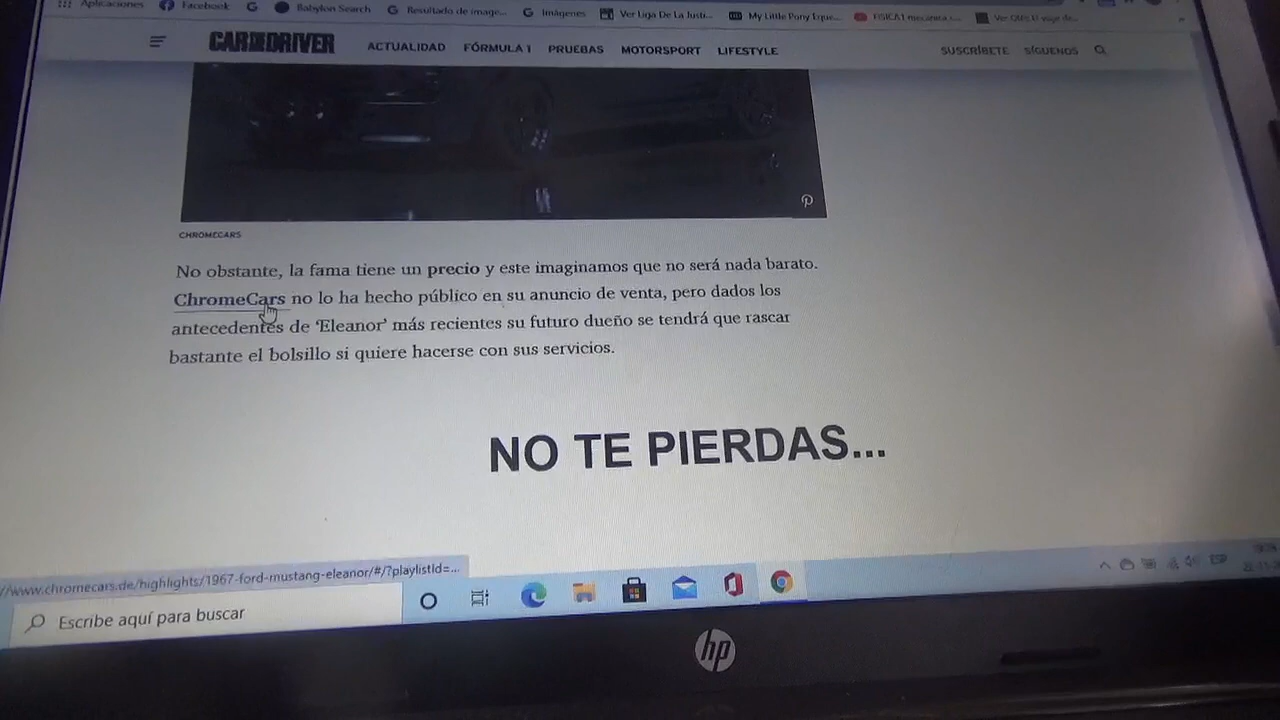 Aplicaciones Facebook Babylon Search Resultado de image... Imágenes Ver Liga De La Justi... My Little Pony Eque... FISICA1 mecanica
CAR AND DRIVER ACTUALIDAD FÓRMULA 1 PRUEBAS MOTORSPORT LIFESTYLE SUSCRÍBETE SÍGUENOS
CHROMECARS
No obstante, la fama tiene un precio y este imaginamos que no será nada barato.
ChromeCars no lo ha hecho público en su anuncio de venta, pero dados los
antecedentes de ‘Eleanor’ más recientes su futuro dueño se tendrá que rascar
bastante el bolsillo si quiere hacerse con sus servicios.
NO TE PIERDAS...
//www.chromecars.de/highlights/1967-ford-mustang-eleanor/#/?playlistId=...
Escribe aquí para buscar
hp